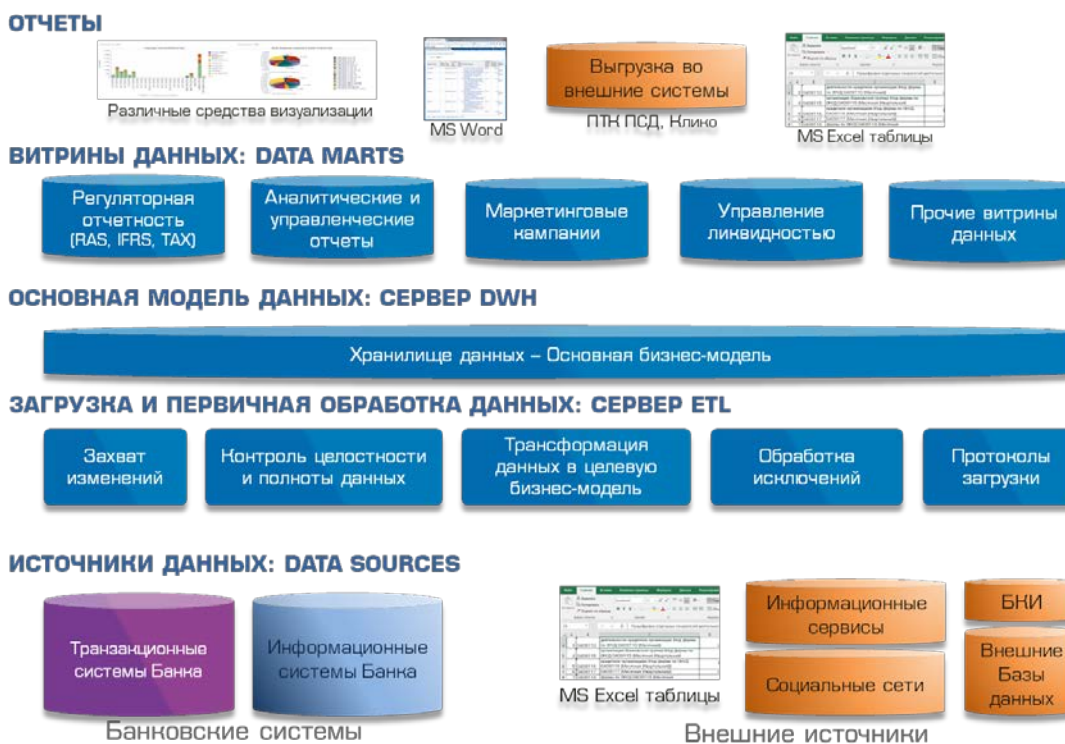 ОТЧЕТЫ
Различные средства визуализации
MS Word
Выгрузка во
внешние системы
ПТК ПСД, Клико
MS Excel таблицы
ВИТРИНЫ ДАННЫХ: DATA MARTS
Регуляторная
отчетность
(RAS, IFRS, TAX)
Аналитические и
управленческие
отчеты
Маркетинговые
кампании
Управление
ликвидностью
Прочие витрины
данных
ОСНОВНАЯ МОДЕЛЬ ДАННЫХ: СЕРВЕР DWH
Хранилище данных – Основная бизнес-модель
ЗАГРУЗКА И ПЕРВИЧНАЯ ОБРАБОТКА ДАННЫХ: СЕРВЕР ETL
Захват
изменений
Контроль целостности
и полноты данных
Трансформация
данных в целевую
бизнес-модель
Обработка
исключений
Протоколы
загрузки
ИСТОЧНИКИ ДАННЫХ: DATA SOURCES
Транзакционные
системы Банка
Информационные
системы Банка
Банковские системы
MS Excel таблицы
Информационные
сервисы
Социальные сети
БКИ
Внешние
Базы
данных
Внешние источники